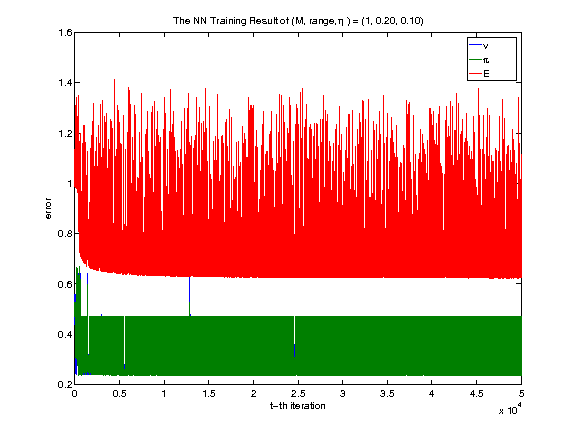 The NN Training Result of (M, range, η ) = (1, 0.20, 0.10)
1.6
ν
π
E
1.4
1.2
1
0.8
0.6
0.4
0.2
error
0 0.5 1 1.5 2 2.5 3 3.5 4 4.5 5
t−th iteration
x 10^4